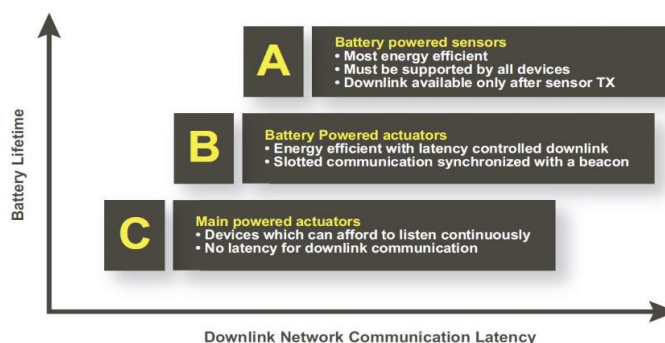 Battery Lifetime
A
Battery powered sensors
• Most energy efficient
• Must be supported by all devices
• Downlink available only after sensor TX
B
Battery Powered actuators
• Energy efficient with latency controlled downlink
• Slotted communication synchronized with a beacon
C
Main powered actuators
• Devices which can afford to listen continuously
• No latency for downlink communication
Downlink Network Communication Latency